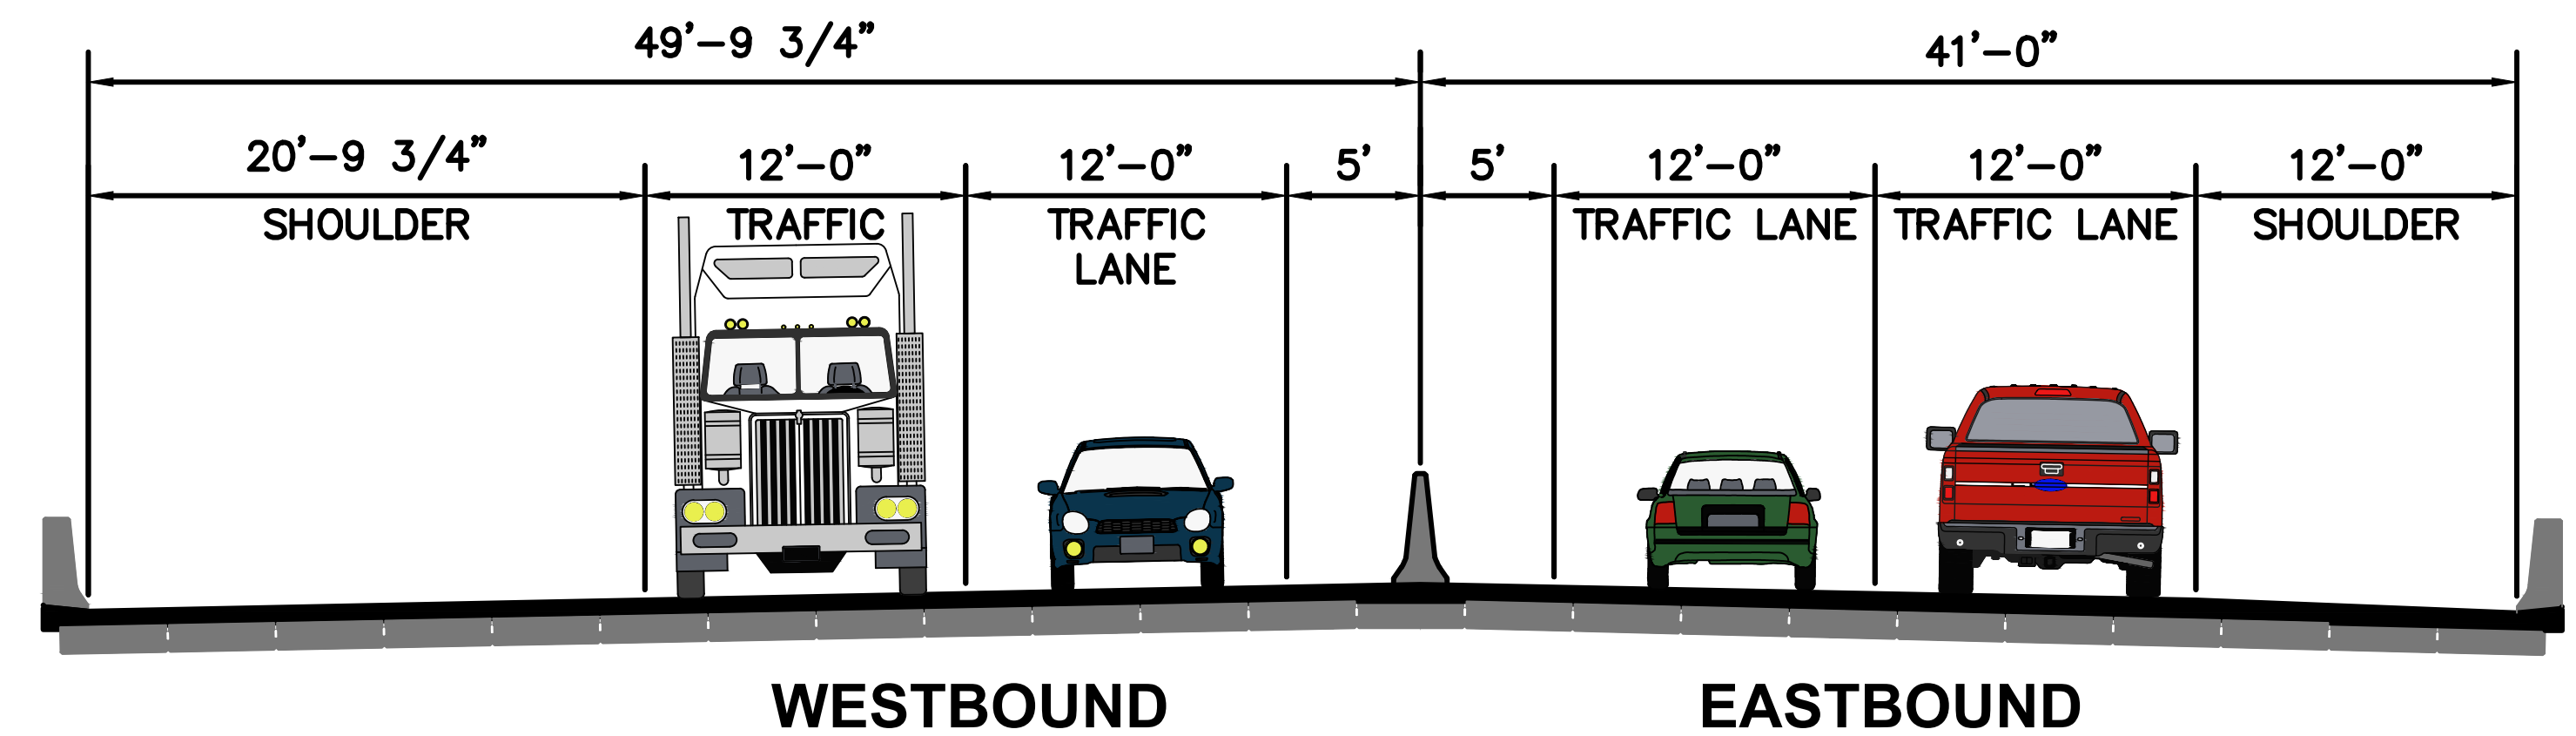 49'-9 3/4"
41'-0"
20'-9 3/4"
12'-0"
12'-0"
5'
5'
12'-0"
12'-0"
12'-0"
SHOULDER
TRAFFIC
TRAFFIC
LANE
TRAFFIC LANE
TRAFFIC LANE
SHOULDER
WESTBOUND
EASTBOUND